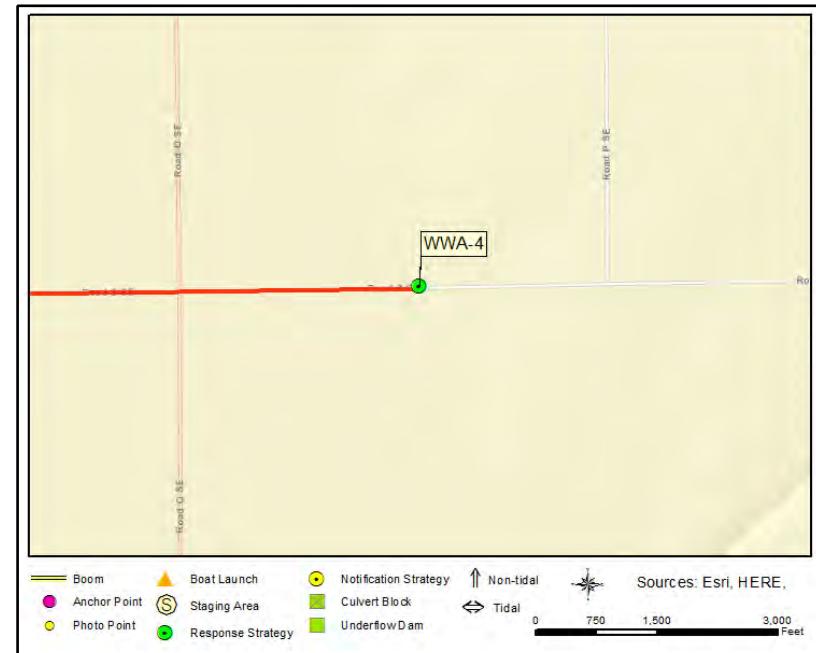 Road O SE
Road P SE
WWA-4
Ro
Road O SE
Boom
Boat Launch
Notification Strategy
Non-tidal
Sources: Esri, HERE,
Anchor Point
Staging Area
S
Culvert Block
Tidal
Photo Point
Response Strategy
Underflow Dam
0 750 1,500 3,000
Feet